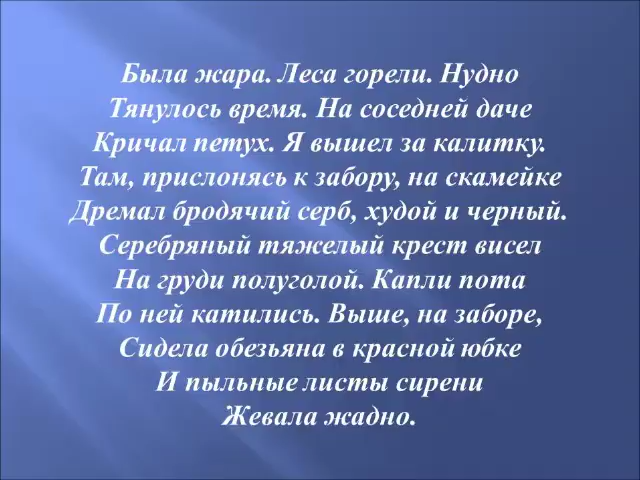 Была жара. Леса горели. Нудно
Тянулось время. На соседней даче
Кричал петух. Я вышел за калитку.
Там, прислонясь к забору, на скамейке
Дремал бродячий серб, худой и черный.
Серебряный тяжелый крест висел
На груди полуголой. Капли пота
По ней катились. Выше, на заборе,
Сидела обезьяна в красной юбке
И пыльные листы сирени
Жевала жадно.